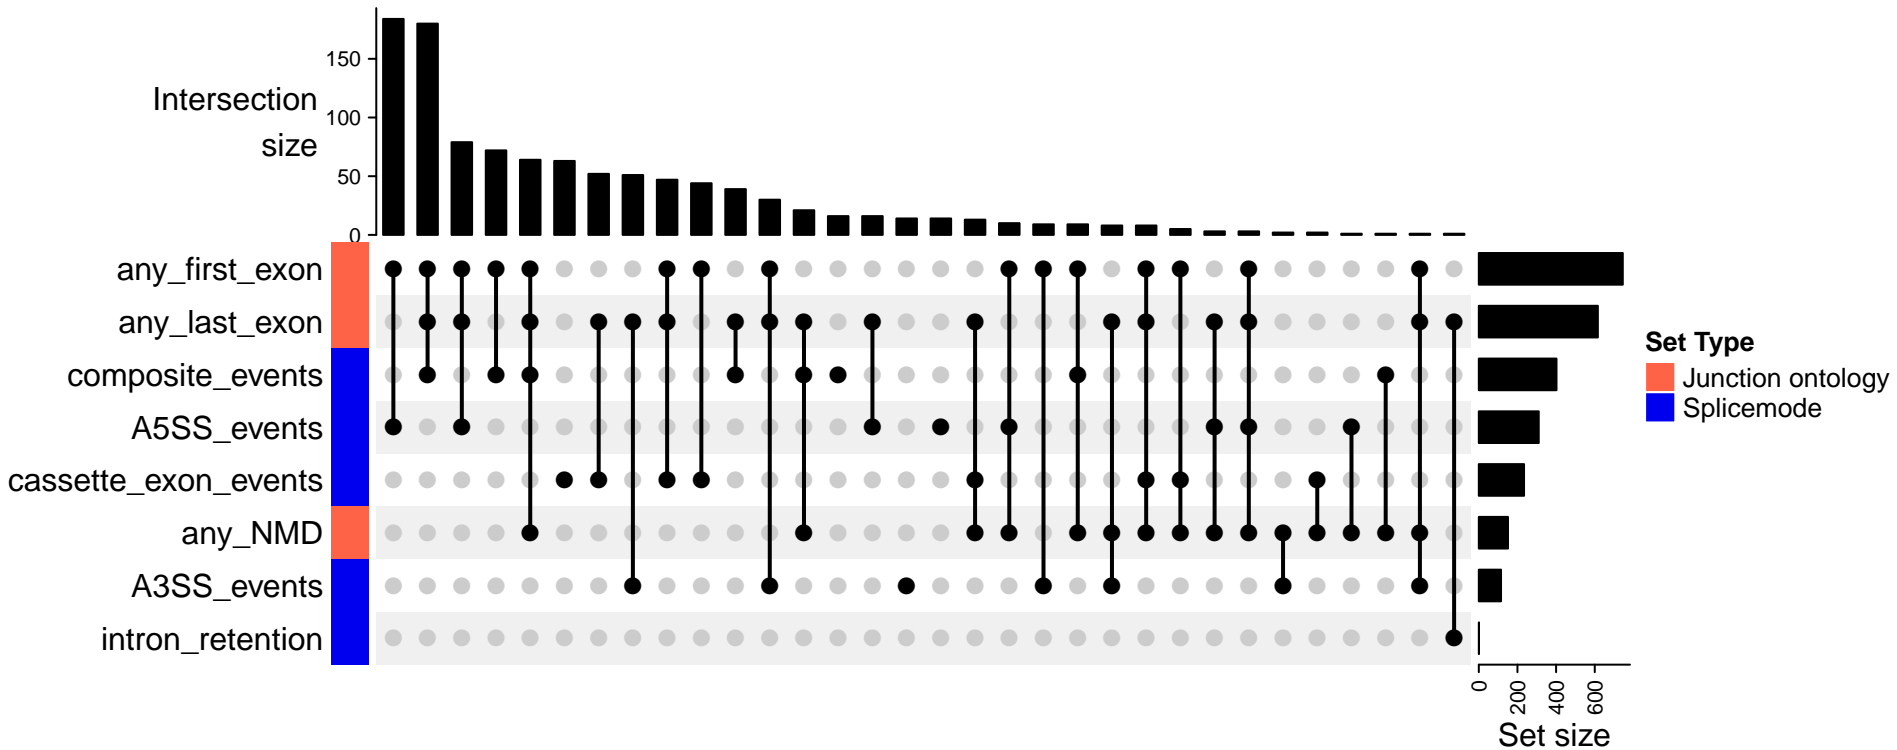 150
Intersection
100
size
50
0
any_first_exon
any_last_exon
composite_events
A5SS_events
cassette_exon_events
any_NMD
A3SS_events
intron_retention
Set Type
Junction ontology
Splicemode
0
200
400
600
Set size